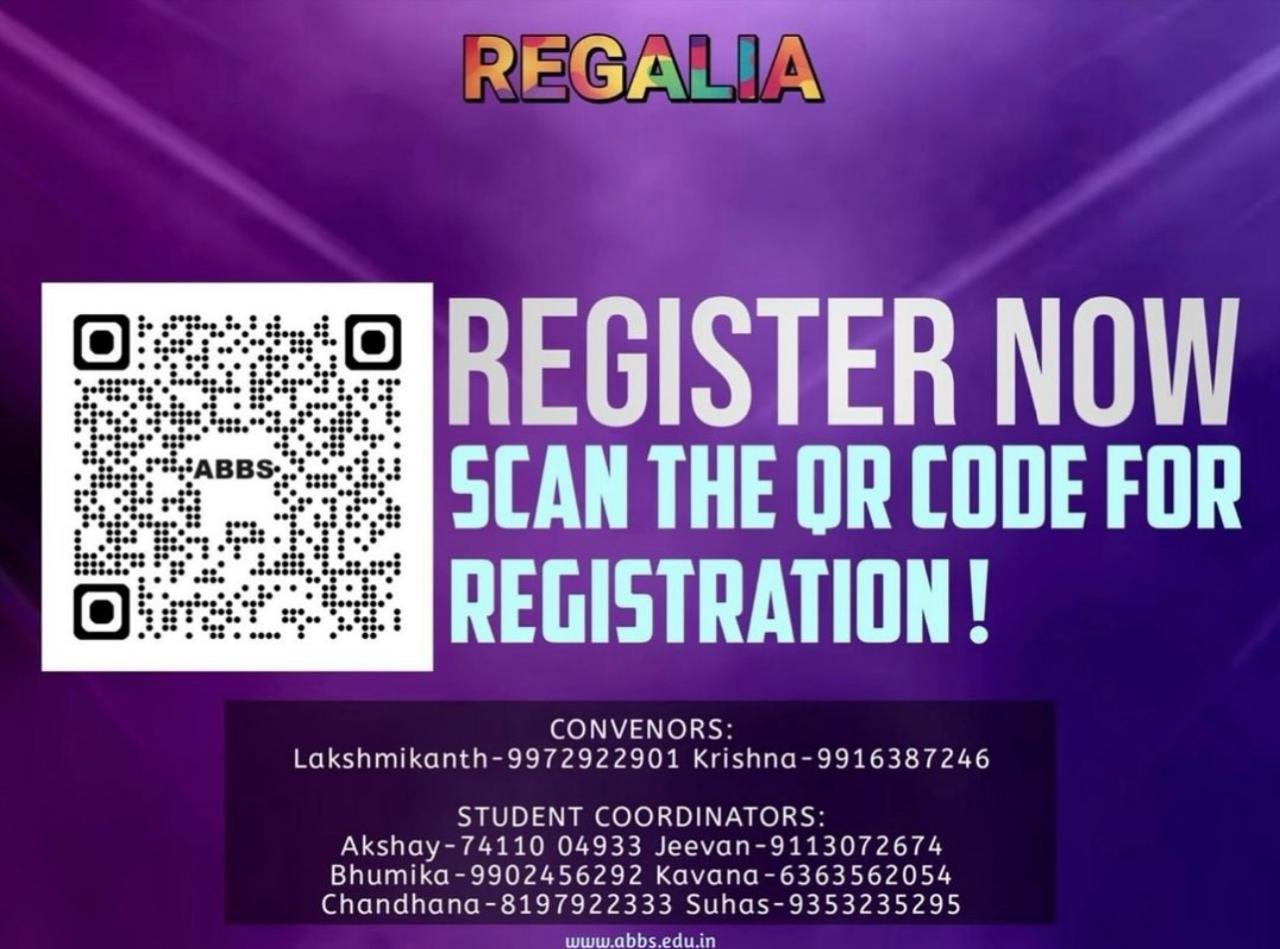 REGALIA
ABBS
REGISTER NOW
SCAN THE QR CODE FOR
REGISTRATION !
CONVENORS:
Lakshmikanth-9972922901 Krishna-9916387246
STUDENT COORDINATORS:
Akshay-74110 04933 Jeevan-9113072674
Bhumika-9902456292 Kavana-6363562054
Chandhana-8197922333 Suhas-9353235295
www.abbs.edu.in